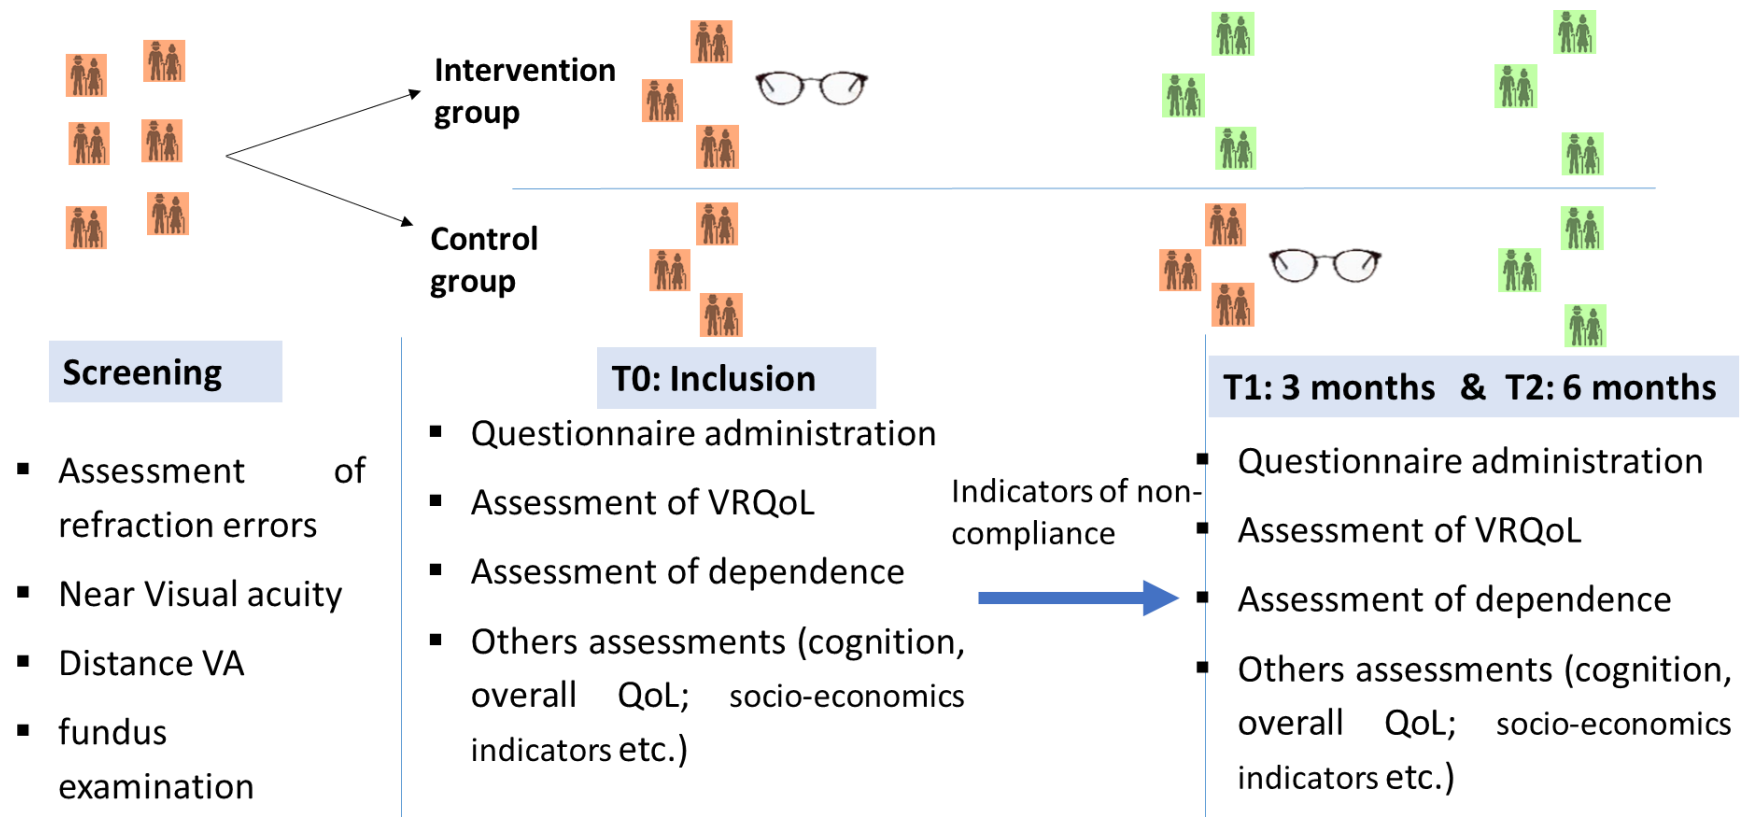 Intervention
group
Control
group
Screening
Assessment of
refraction errors
Near Visual acuity
Distance VA
fundus
examination
T0: Inclusion
Questionnaire administration
Assessment of VRQoL
Assessment of dependence
Others assessments (cognition,
overall QoL; socio-economics
indicators etc.)
Indicators of non-
compliance
T1: 3 months & T2: 6 months
Questionnaire administration
Assessment of VRQoL
Assessment of dependence
Others assessments (cognition,
overall QoL; socio-economics
indicators etc.)